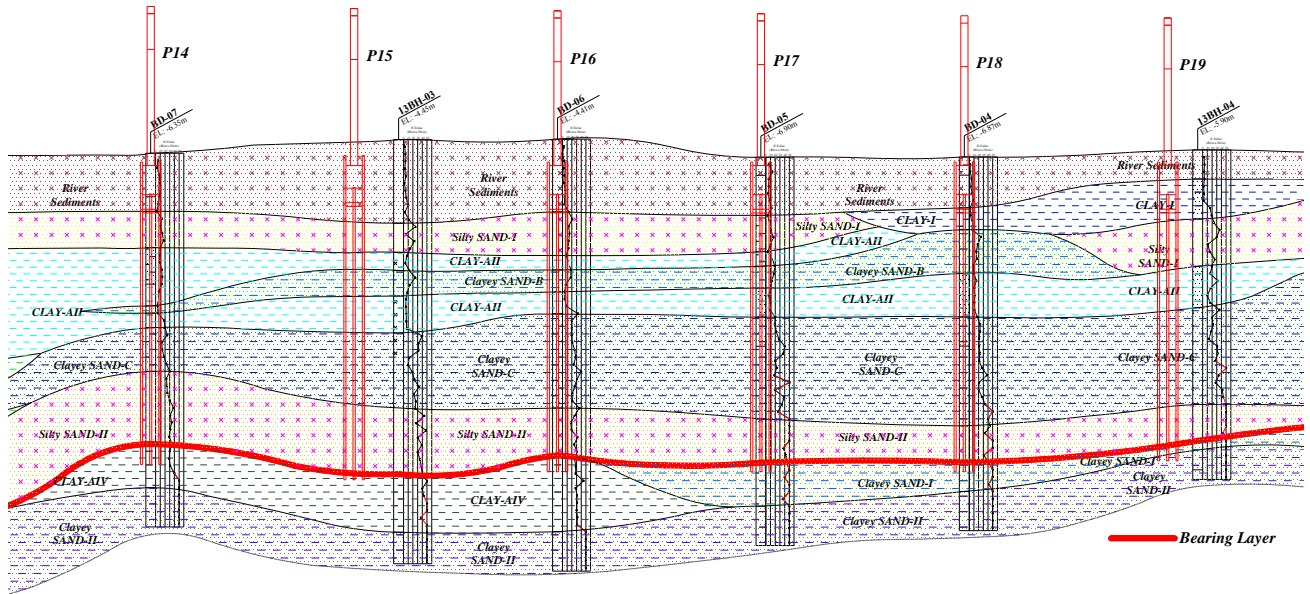 P14
P15
P16
P17
P18
P19
BD-07
EL. -6.35m
13BH-03
EL. -4.45m
BD-06
EL. -4.41m
BD-05
EL. -6.90m
BD-04
EL. -6.87m
13BH-04
EL. -5.90m
River
Sediments
River
Sediments
River
Sediments
River Sediments
CLAY-I
CLAY-I
Silty SAND-I
Silty SAND-I
Silty
SAND-I
CLAY-AII
CLAY-AII
Clayey SAND-B
Clayey SAND-B
CLAY-AII
CLAY-AII
CLAY-AII
CLAY-AII
Clayey SAND-C
Clayey
SAND-C
Clayey
SAND-C
Clayey SAND-C
Silty SAND-II
Silty SAND-II
Silty SAND-II
Clayey SAND-I
Clayey SAND-I
CLAY-AIV
CLAY-AIV
Clayey
SAND-II
Clayey
SAND-II
Clayey SAND-II
Clayey
SAND-II
Bearing Layer